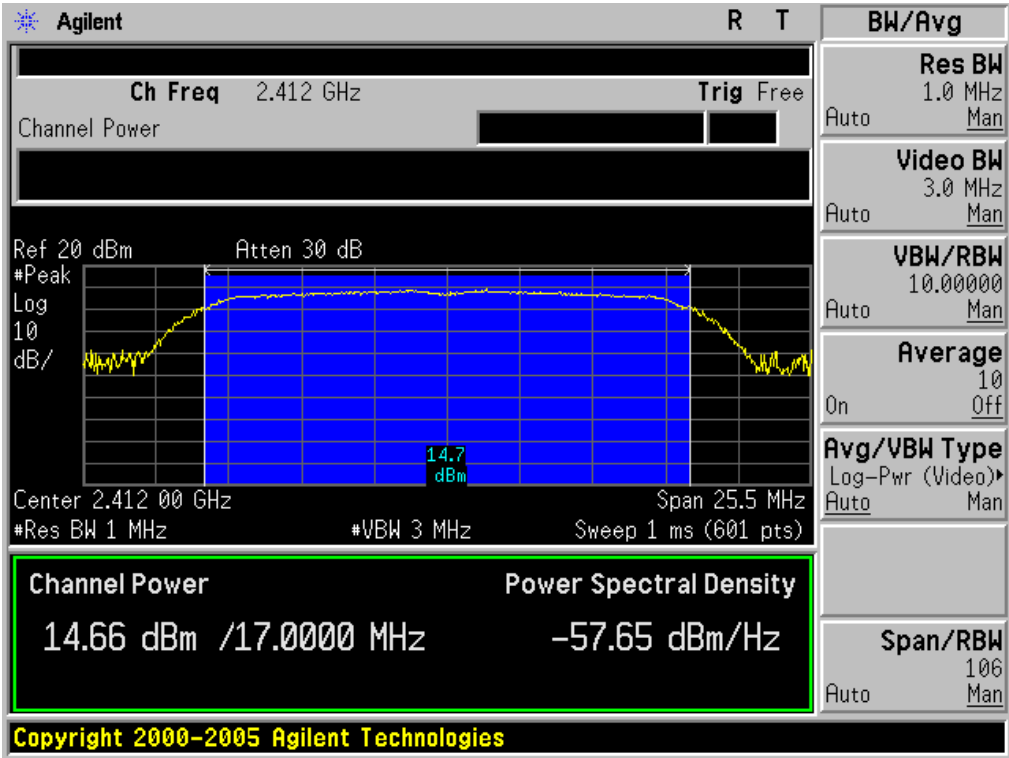 Agilent R T
Ch Freq 2.412 GHz Trig Free
Channel Power
Ref 20 dBm Atten 30 dB
#Peak
Log
10
dB/
14.7
dBm
Center 2.412 00 GHz Span 25.5 MHz
#Res BW 1 MHz #VBW 3 MHz Sweep 1 ms (601 pts)
Channel Power Power Spectral Density
14.66 dBm /17.0000 MHz -57.65 dBm/Hz
Copyright 2000-2005 Agilent Technologies
BW/Avg
Res BW
1.0 MHz
Auto Man
Video BW
3.0 MHz
Auto Man
VBW/RBW
10.00000
Auto Man
Average
10
On Off
Avg/VBW Type
Log-Pwr (Video)▸
Auto Man
Span/RBW
106
Auto Man